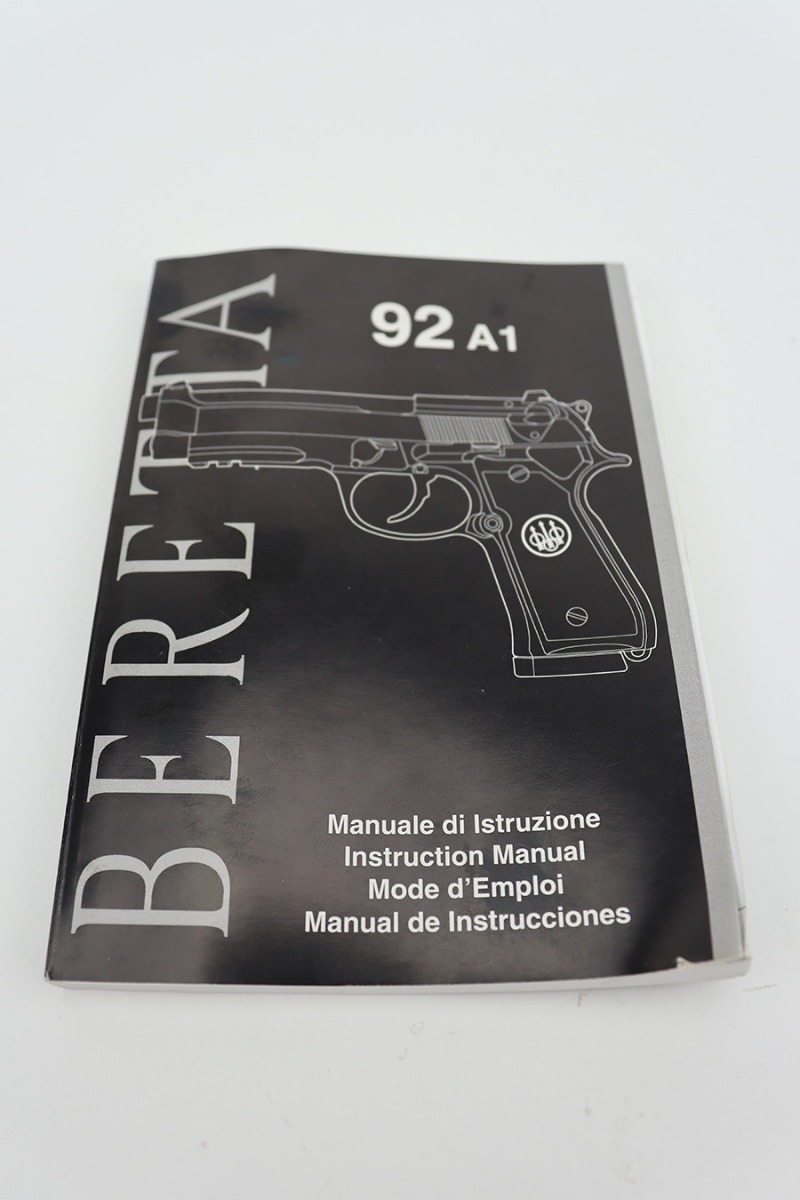 BERETTA
92 A1
Manuale di Istruzione
Instruction Manual
Mode d'Emploi
Manual de Instrucciones